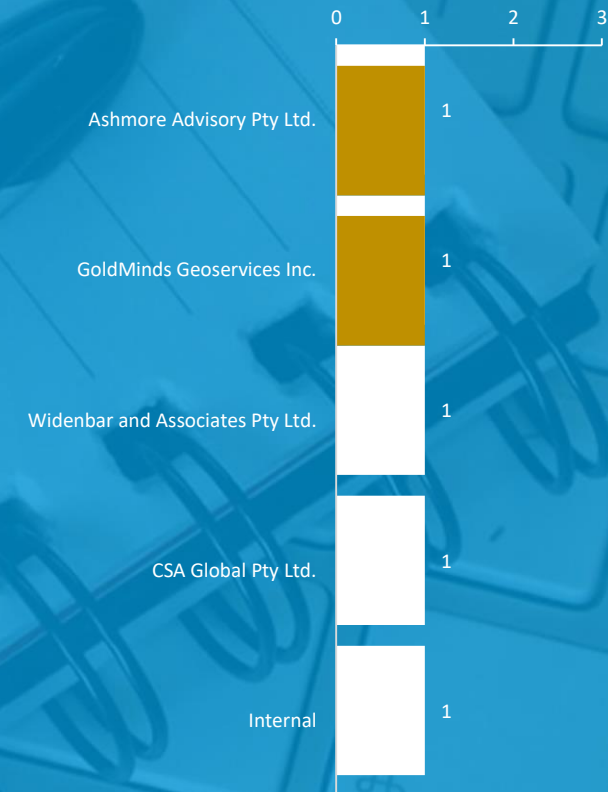 0 1 2 3
Ashmore Advisory Pty Ltd. 1
GoldMinds Geoservices Inc. 1
Widenbar and Associates Pty Ltd. 1
CSA Global Pty Ltd. 1
Internal 1